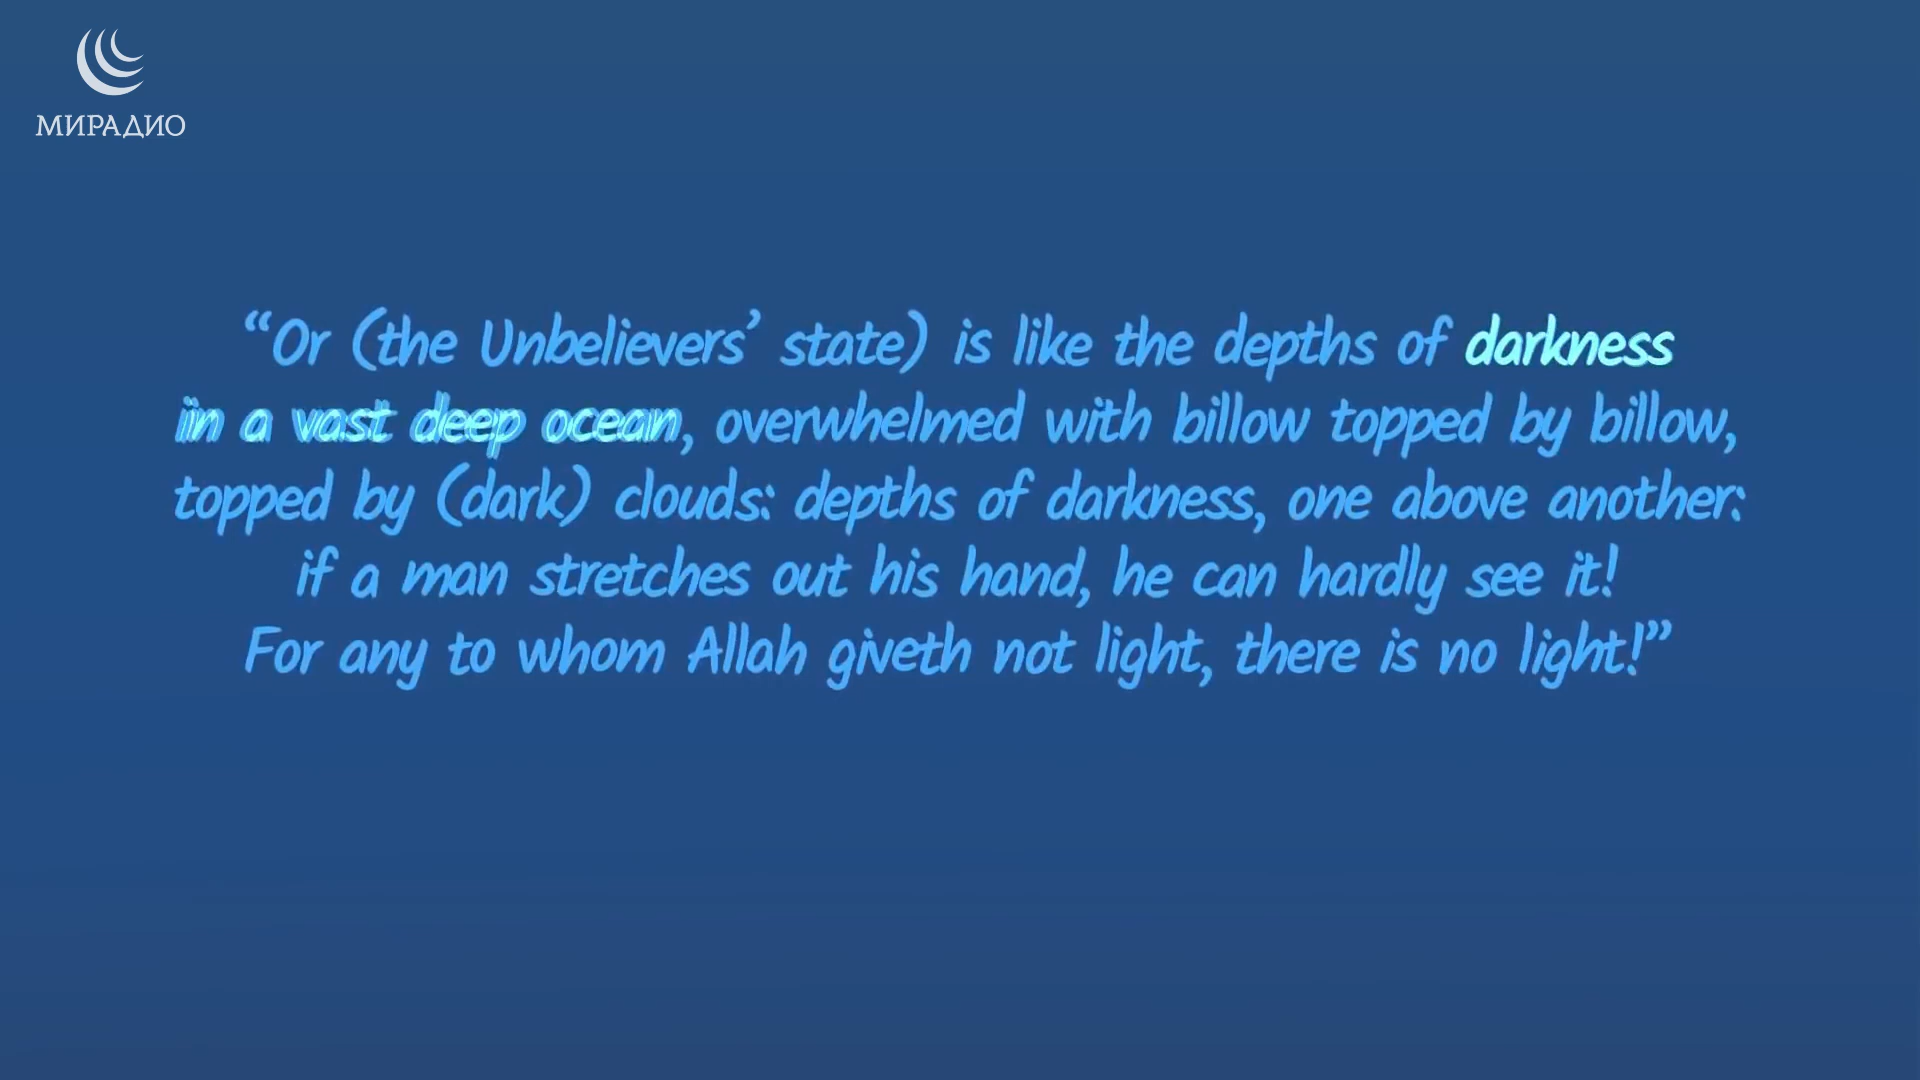 МИРАДИО
“Or (the Unbelievers’ state) is like the depths of darkness
in a vast deep ocean, overwhelmed with billow topped by billow,
topped by (dark) clouds: depths of darkness, one above another:
if a man stretches out his hand, he can hardly see it!
For any to whom Allah giveth not light, there is no light!”